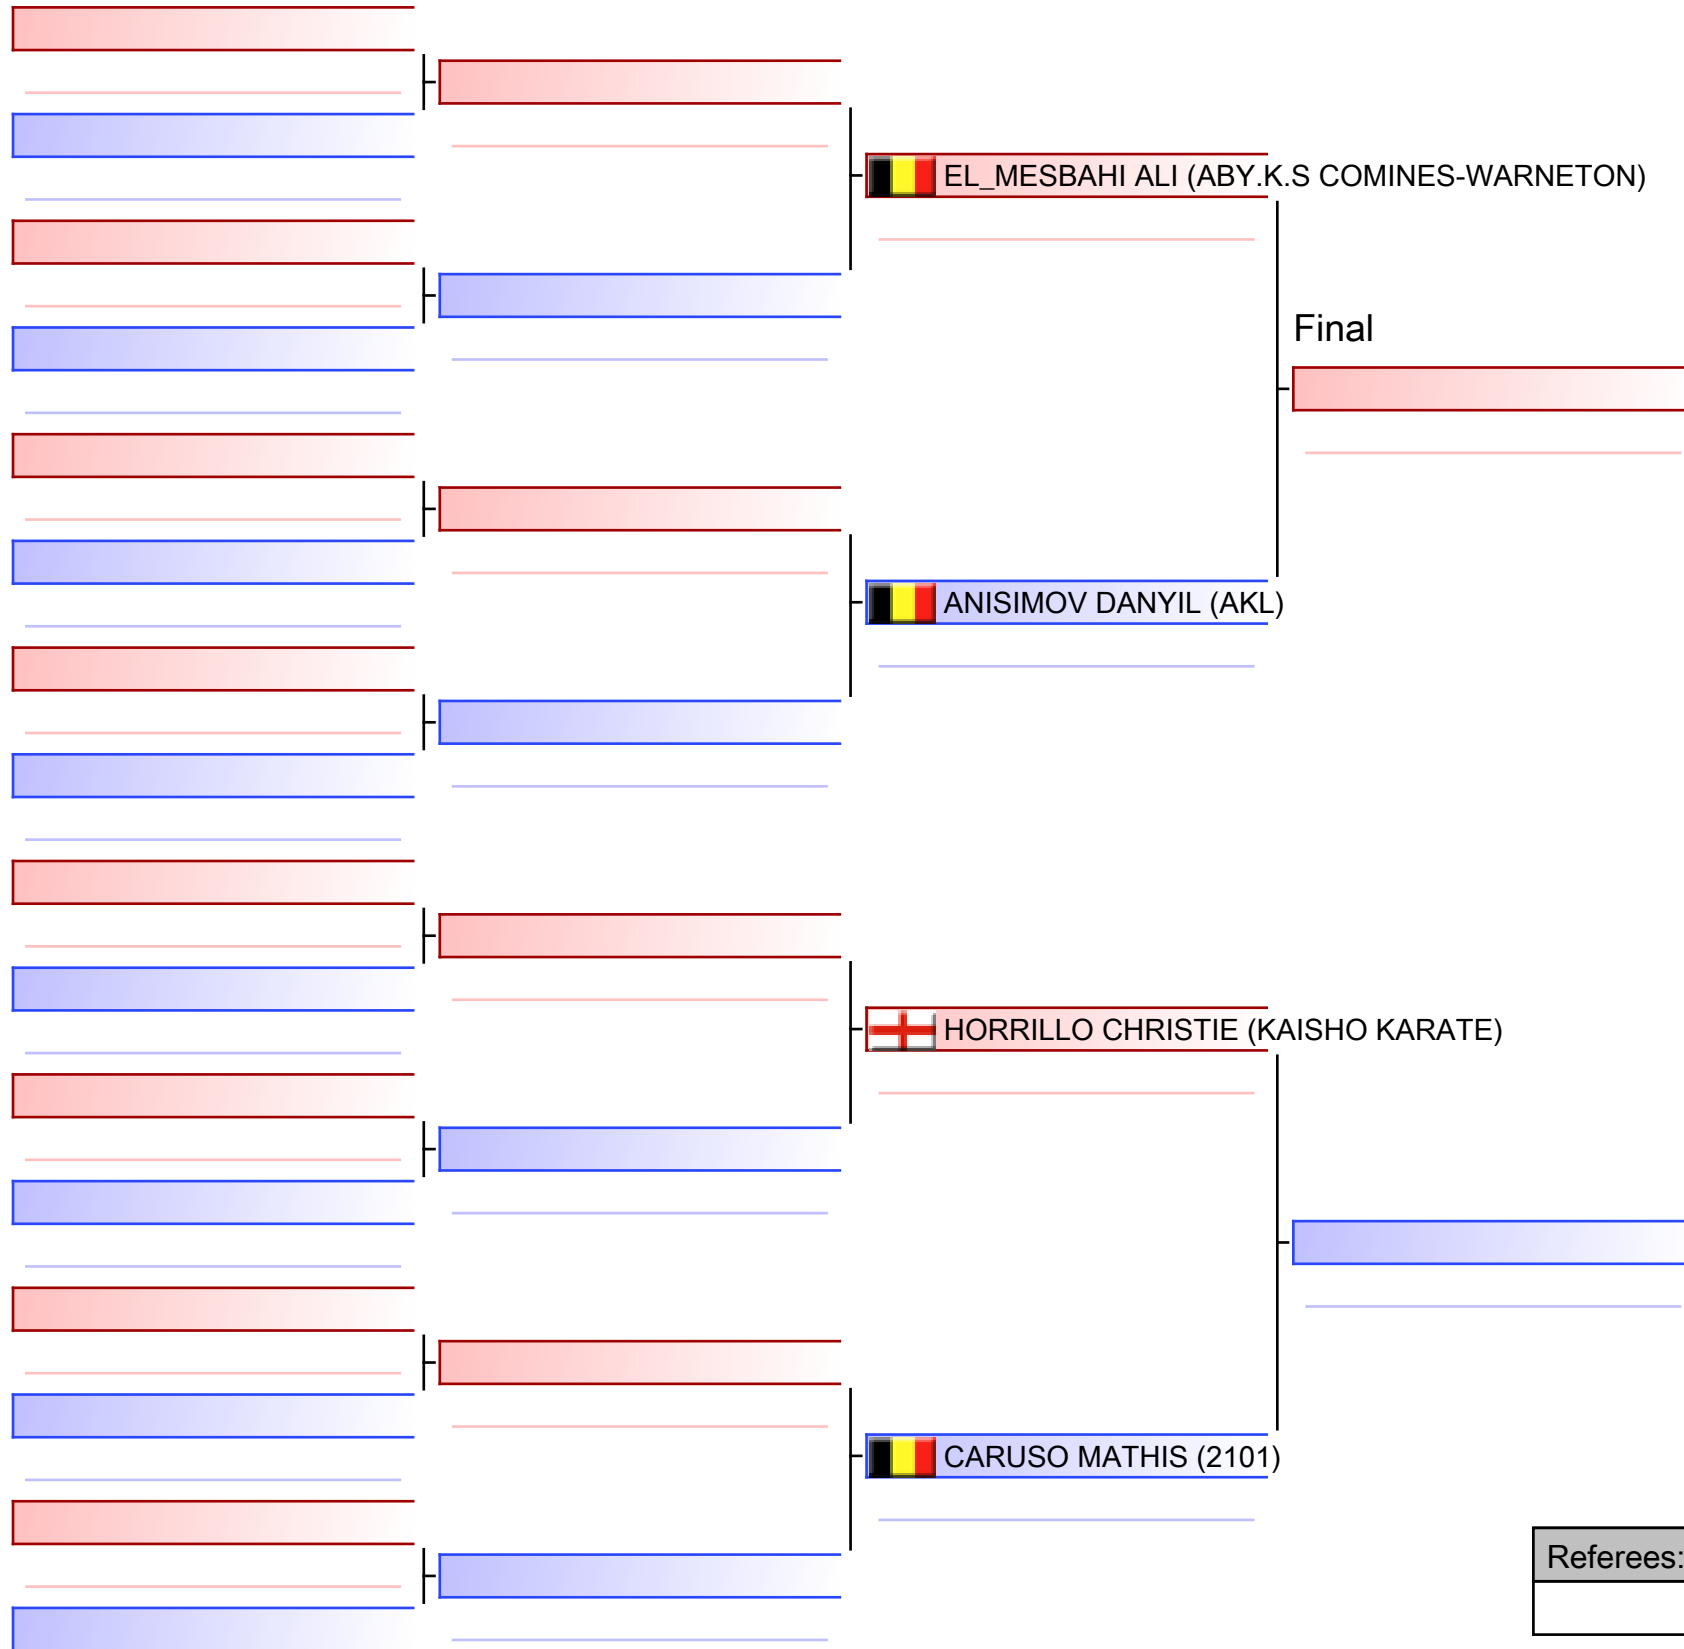 EL_MESBAHI ALI (ABY.K.S COMINES-WARNETON)
Final
ANISIMOV DANYIL (AKL)
HORRILLO CHRISTIE (KAISHO KARATE)
CARUSO MATHIS (2101)
Referees: